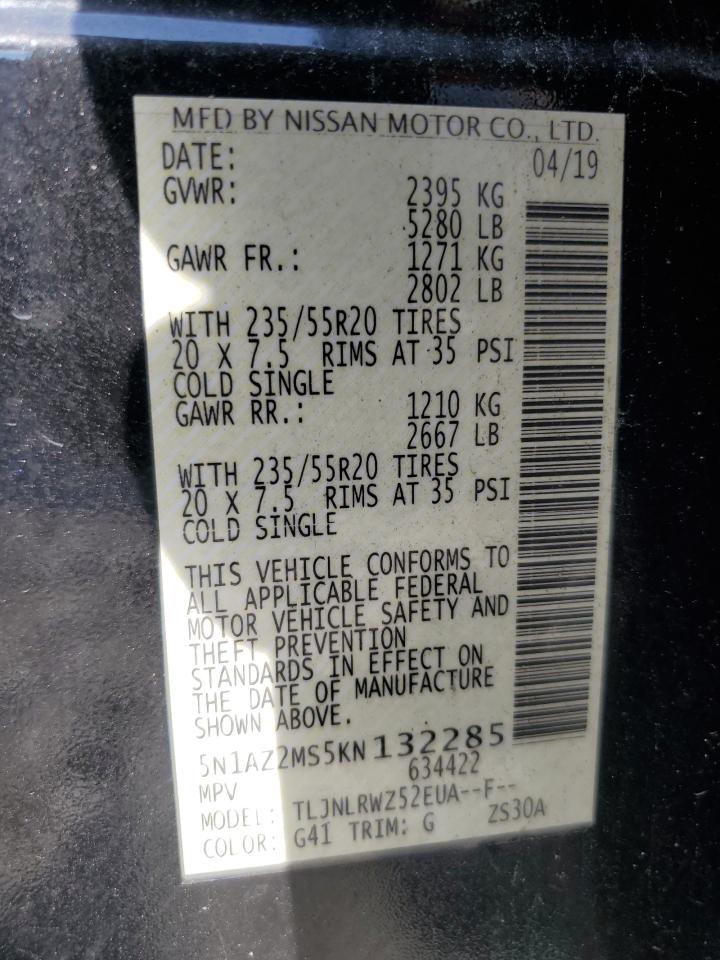 MFD BY NISSAN MOTOR CO., LTD.
DATE: 04/19
GVWR: 2395 KG
5280 LB
GAWR FR.: 1271 KG
2802 LB
WITH 235/55R20 TIRES
20 X 7.5 RIMS AT 35 PSI
COLD SINGLE
GAWR RR.: 1210 KG
2667 LB
WITH 235/55R20 TIRES
20 X 7.5 RIMS AT 35 PSI
COLD SINGLE
THIS VEHICLE CONFORMS TO
ALL APPLICABLE FEDERAL
MOTOR VEHICLE SAFETY AND
THEFT PREVENTION
STANDARDS IN EFFECT ON
THE DATE OF MANUFACTURE
SHOWN ABOVE.
5N1AZ2MS5KN 132285
634422
MPV
MODEL: TLJNLRWZ52EUA--F--
COLOR: G41 TRIM: G ZS30A